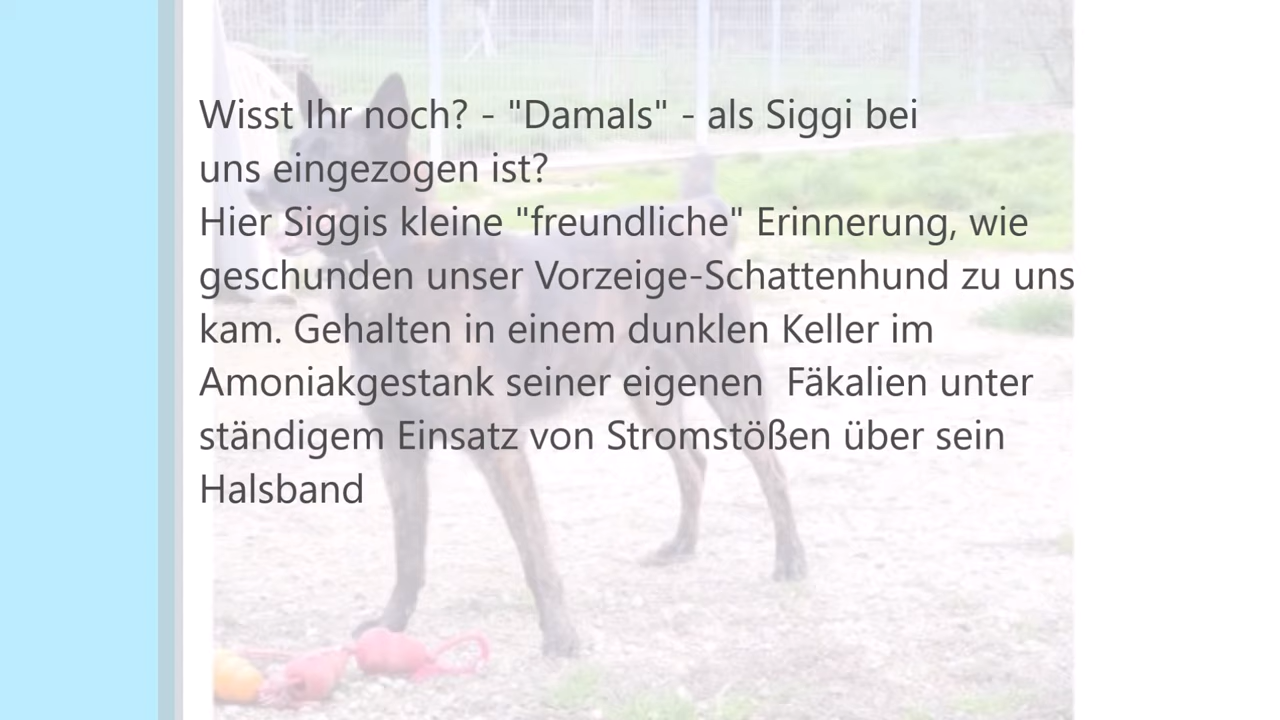 Wisst Ihr noch? - "Damals" - als Siggi bei
uns eingezogen ist?
Hier Siggis kleine "freundliche" Erinnerung, wie
geschunden unser Vorzeige-Schattenhund zu uns
kam. Gehalten in einem dunklen Keller im
Amoniakgestank seiner eigenen  Fäkalien unter
ständigem Einsatz von Stromstößen über sein
Halsband